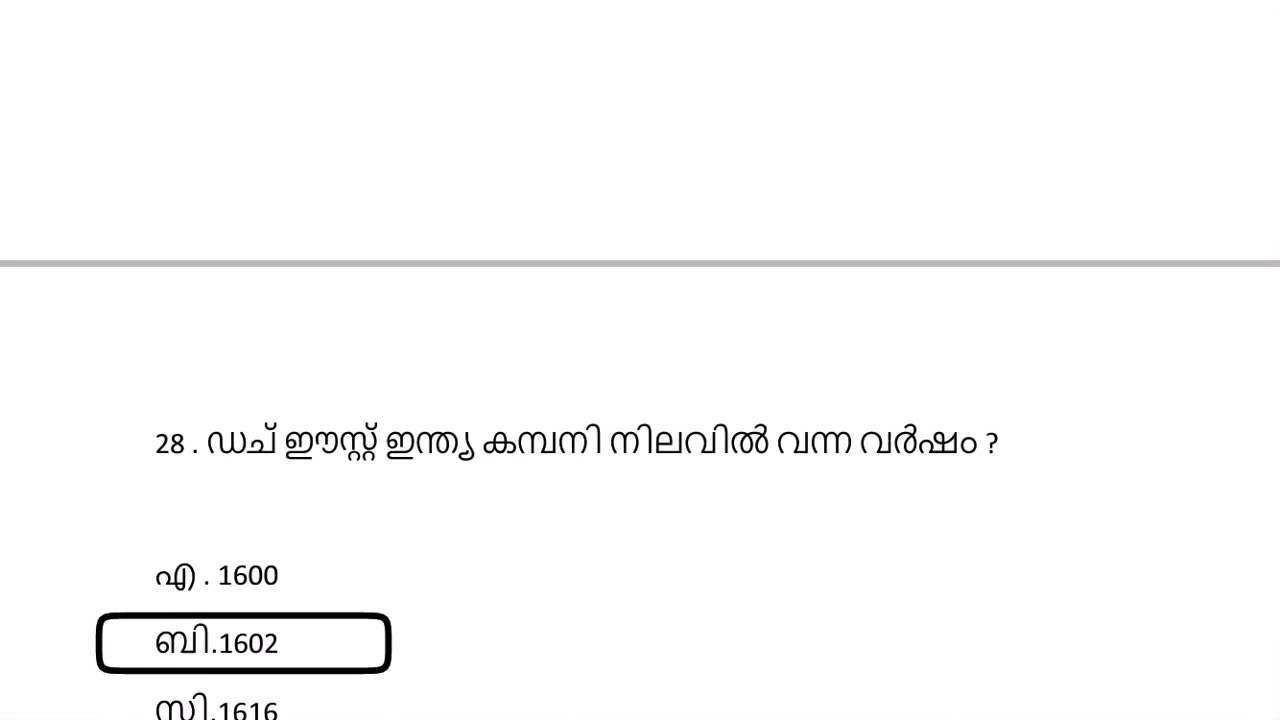 28 . ഡച് ഈസ്റ്റ് ഇന്ത്യ കമ്പനി നിലവിൽ വന്ന വർഷം ?
എ . 1600
ബി.1602
സി.1616